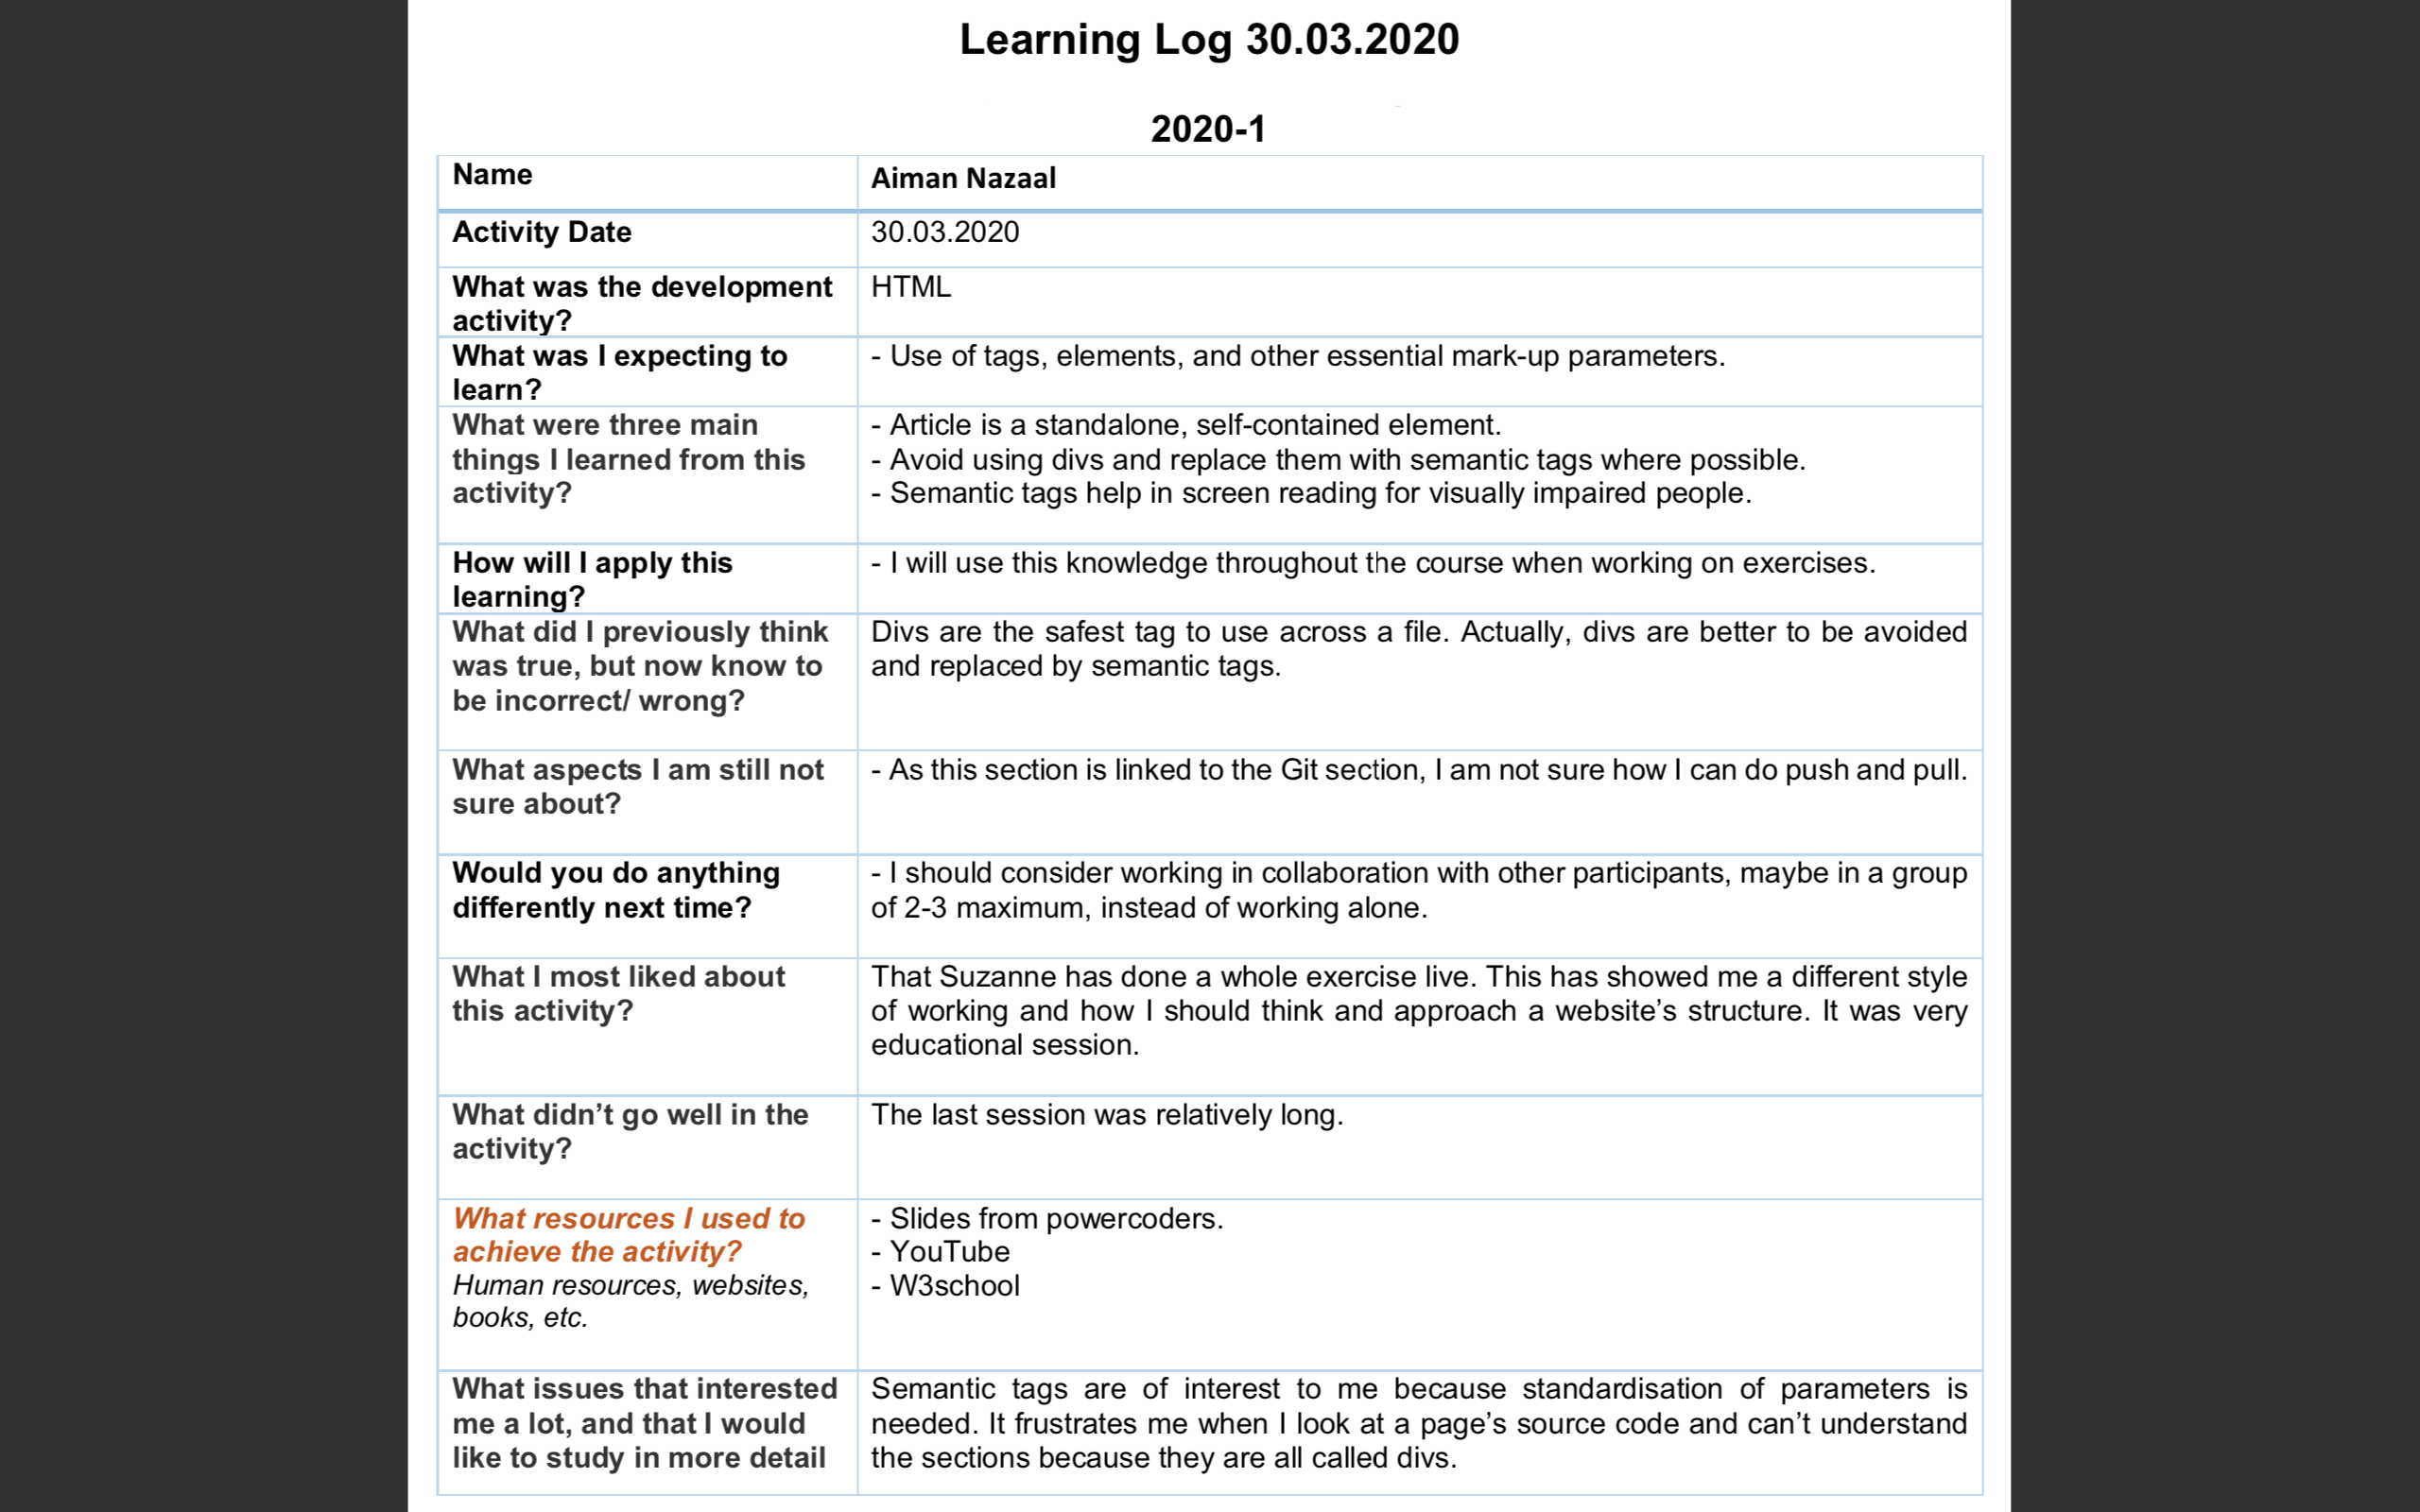 Learning Log 30.03.2020
2020-1
Name
Aiman Nazaal
Activity Date
30.03.2020
What was the development
activity?
HTML
What was I expecting to
learn?
- Use of tags, elements, and other essential mark-up parameters.
What were three main
things I learned from this
activity?
- Article is a standalone, self-contained element.
- Avoid using divs and replace them with semantic tags where possible.
- Semantic tags help in screen reading for visually impaired people.
How will I apply this
learning?
- I will use this knowledge throughout the course when working on exercises.
What did I previously think
was true, but now know to
be incorrect/ wrong?
Divs are the safest tag to use across a file. Actually, divs are better to be avoided
and replaced by semantic tags.
What aspects I am still not
sure about?
- As this section is linked to the Git section, I am not sure how I can do push and pull.
Would you do anything
differently next time?
- I should consider working in collaboration with other participants, maybe in a group
of 2-3 maximum, instead of working alone.
What I most liked about
this activity?
That Suzanne has done a whole exercise live. This has showed me a different style
of working and how I should think and approach a website’s structure. It was very
educational session.
What didn’t go well in the
activity?
The last session was relatively long.
What resources I used to
achieve the activity?
Human resources, websites,
books, etc.
- Slides from powercoders.
- YouTube
- W3school
What issues that interested
me a lot, and that I would
like to study in more detail
Semantic tags are of interest to me because standardisation of parameters is
needed. It frustrates me when I look at a page’s source code and can’t understand
the sections because they are all called divs.